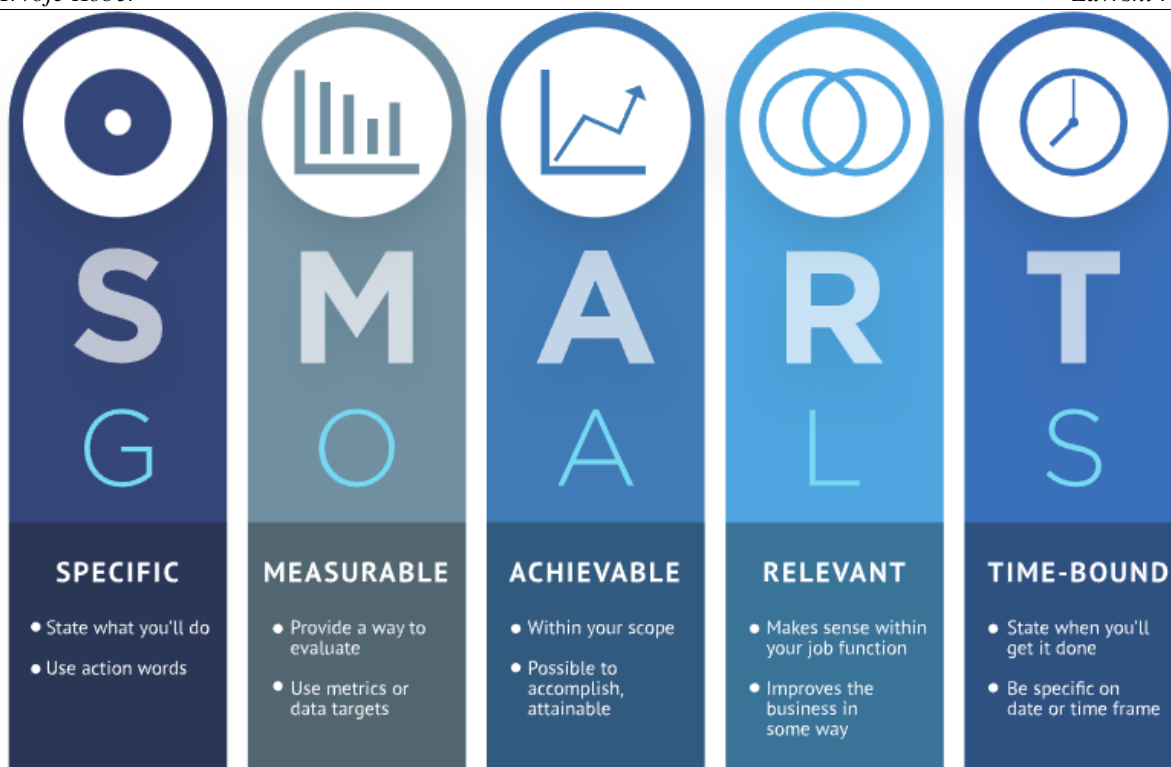 S
G
SPECIFIC
State what you'll do
Use action words
M
O
MEASURABLE
Provide a way to
evaluate
Use metrics or
data targets
A
A
ACHIEVABLE
Within your scope
Possible to
accomplish,
attainable
R
L
RELEVANT
Makes sense within
your job function
Improves the
business in
some way
T
S
TIME-BOUND
State when you'll
get it done
Be specific on
date or time frame